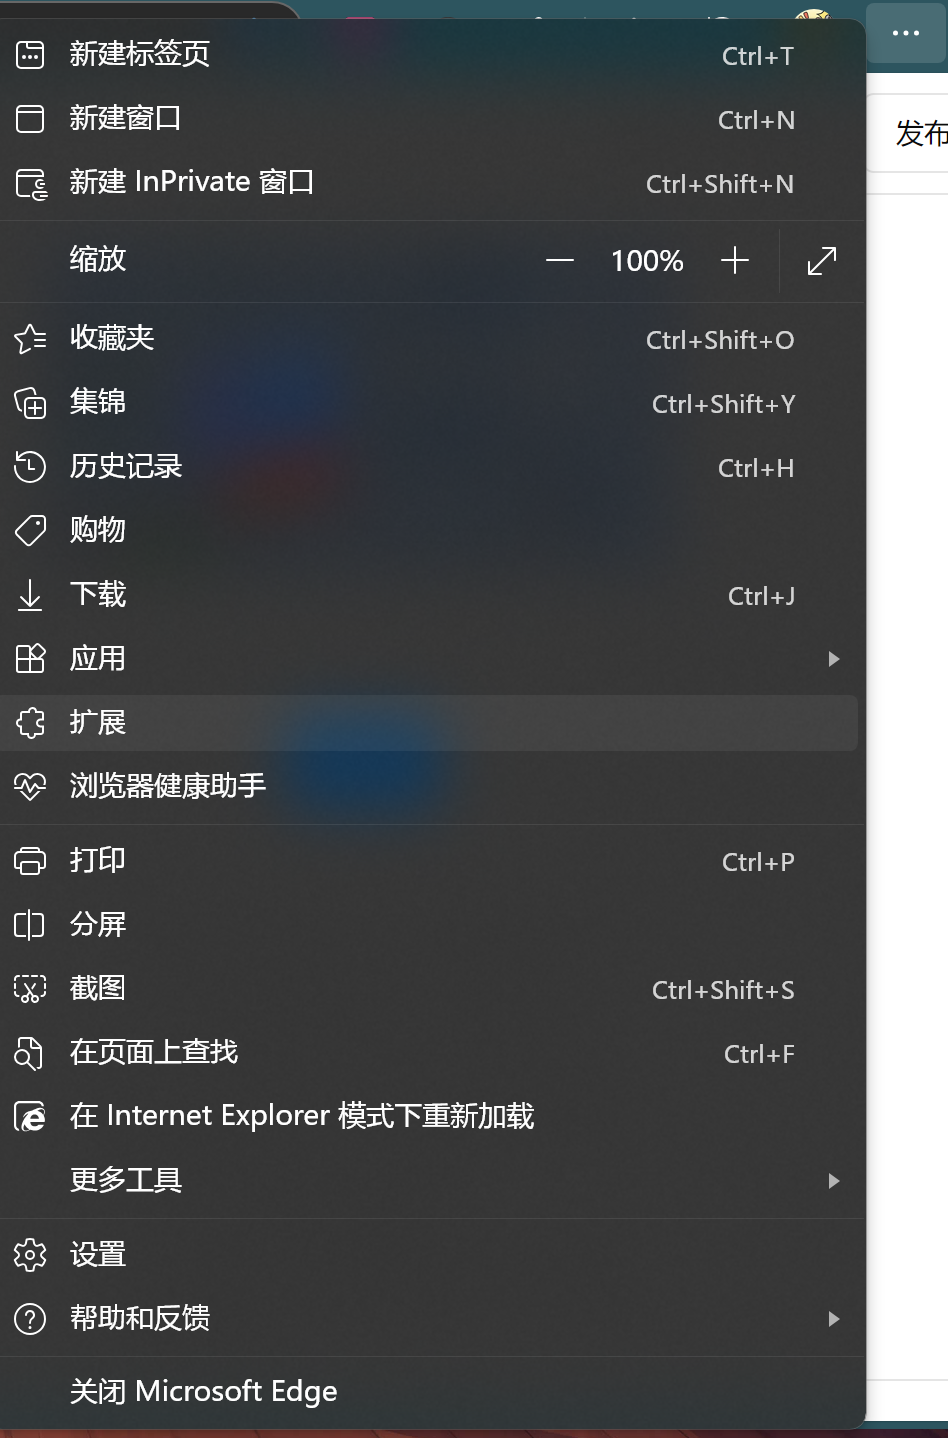 新建标签页 Ctrl+T
发布
新建窗口 Ctrl+N
新建 InPrivate 窗口 Ctrl+Shift+N
缩放 100%
收藏夹 Ctrl+Shift+O
集锦 Ctrl+Shift+Y
历史记录 Ctrl+H
购物
下载 Ctrl+J
应用
扩展
浏览器健康助手
打印 Ctrl+P
分屏
截图 Ctrl+Shift+S
在页面上查找 Ctrl+F
在 Internet Explorer 模式下重新加载
更多工具
设置
帮助和反馈
关闭 Microsoft Edge